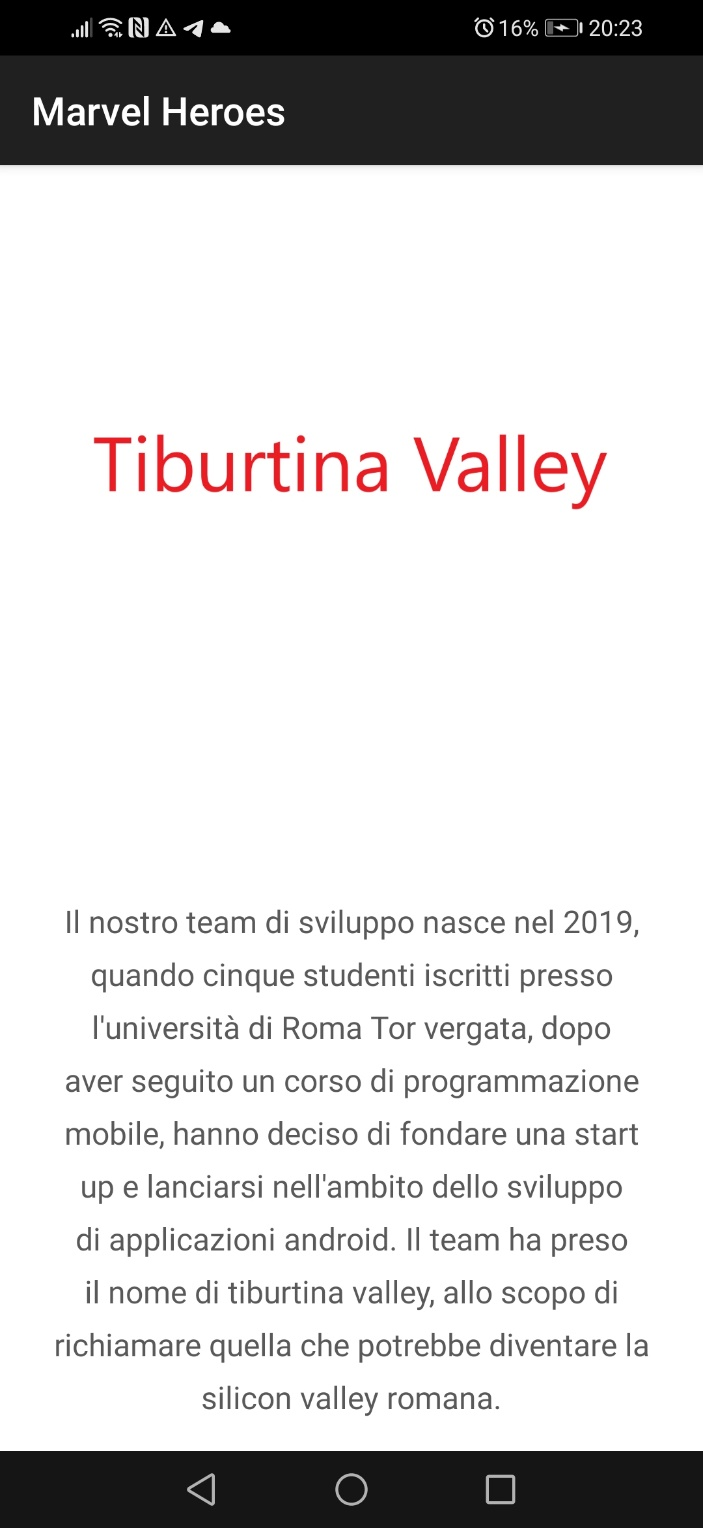 16% 20:23
Marvel Heroes
Tiburtina Valley
Il nostro team di sviluppo nasce nel 2019,
quando cinque studenti iscritti presso
l'università di Roma Tor vergata, dopo
aver seguito un corso di programmazione
mobile, hanno deciso di fondare una start
up e lanciarsi nell'ambito dello sviluppo
di applicazioni android. Il team ha preso
il nome di tiburtina valley, allo scopo di
richiamare quella che potrebbe diventare la
silicon valley romana.